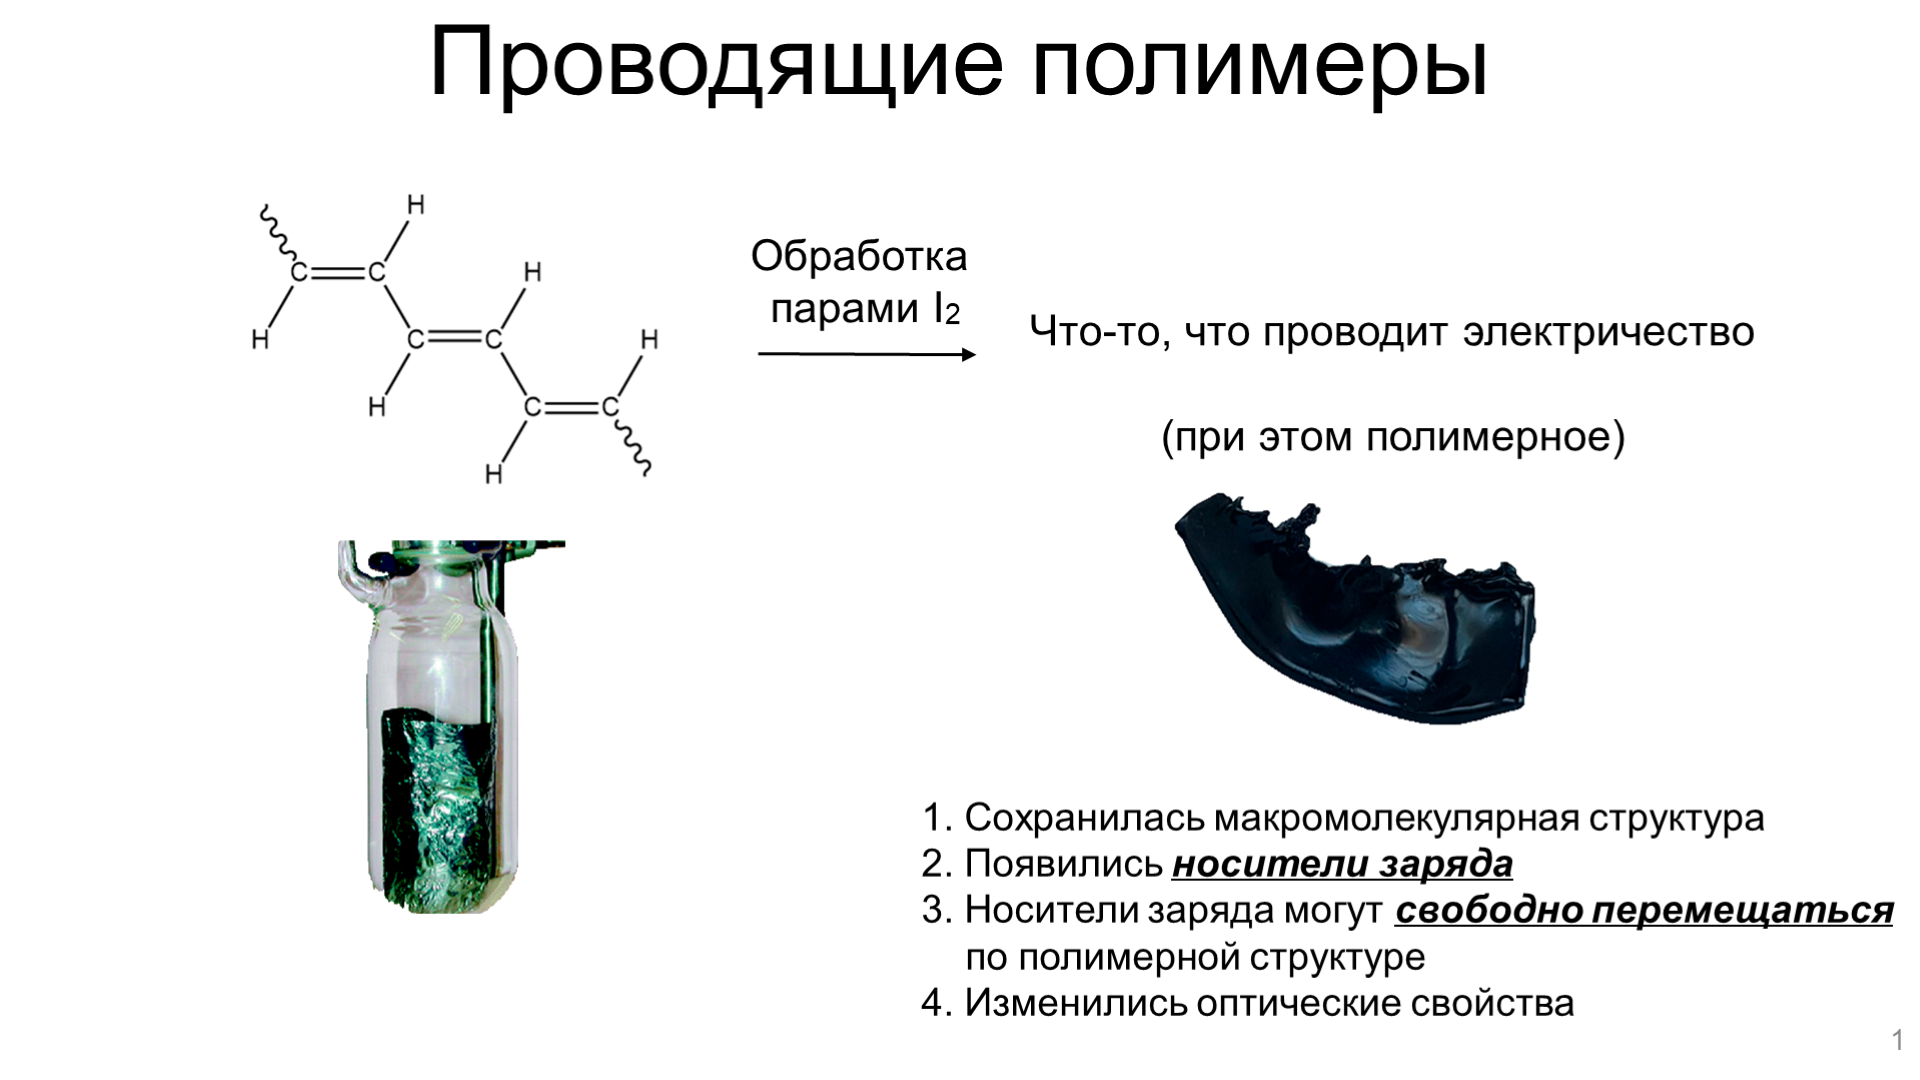 Проводящие полимеры
H
C
C
H
H
C
C
H
H
C
C
H
Обработка
парами I₂
Что-то, что проводит электричество
(при этом полимерное)
1. Сохранилась макромолекулярная структура
2. Появились носители заряда
3. Носители заряда могут свободно перемещаться
по полимерной структуре
4. Изменились оптические свойства
1